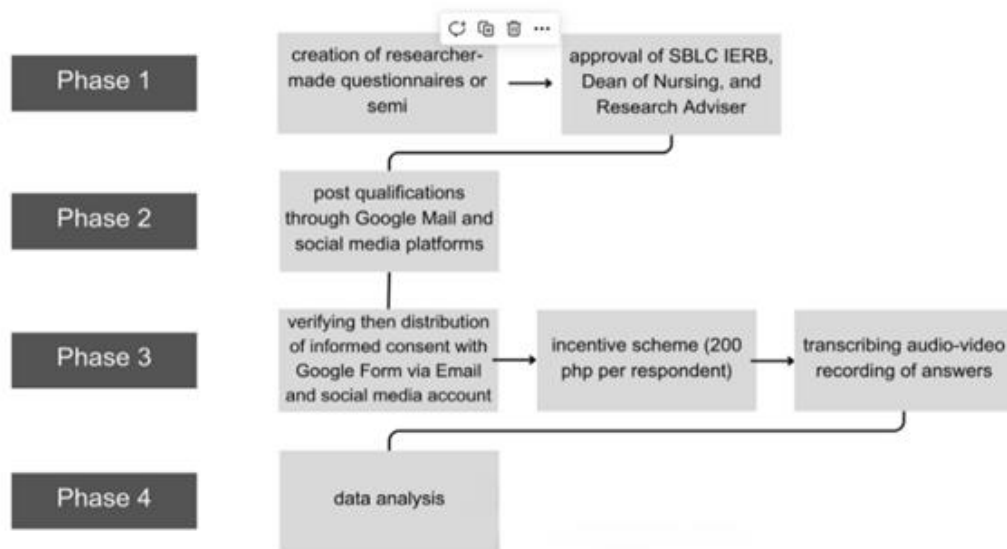 Phase 1
creation of researcher-
made questionnaires or
semi
approval of SBLC IERB,
Dean of Nursing, and
Research Adviser
Phase 2
post qualifications
through Google Mail and
social media platforms
Phase 3
verifying then distribution
of informed consent with
Google Form via Email
and social media account
incentive scheme (200
php per respondent)
transcribing audio-video
recording of answers
Phase 4
data analysis